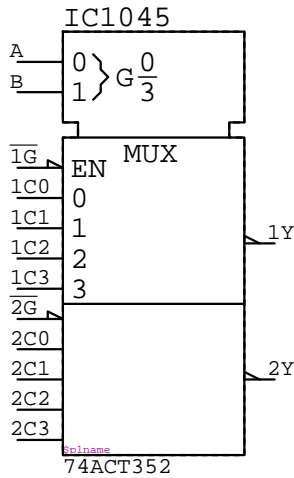 IC1045
A 0 G 0
B 1 3
MUX
1G EN
1C0 0
1C1 1 1Y
1C2 2
1C3 3
2G
2C0
2C1 2Y
2C2
2C3
$plname
74ACT352